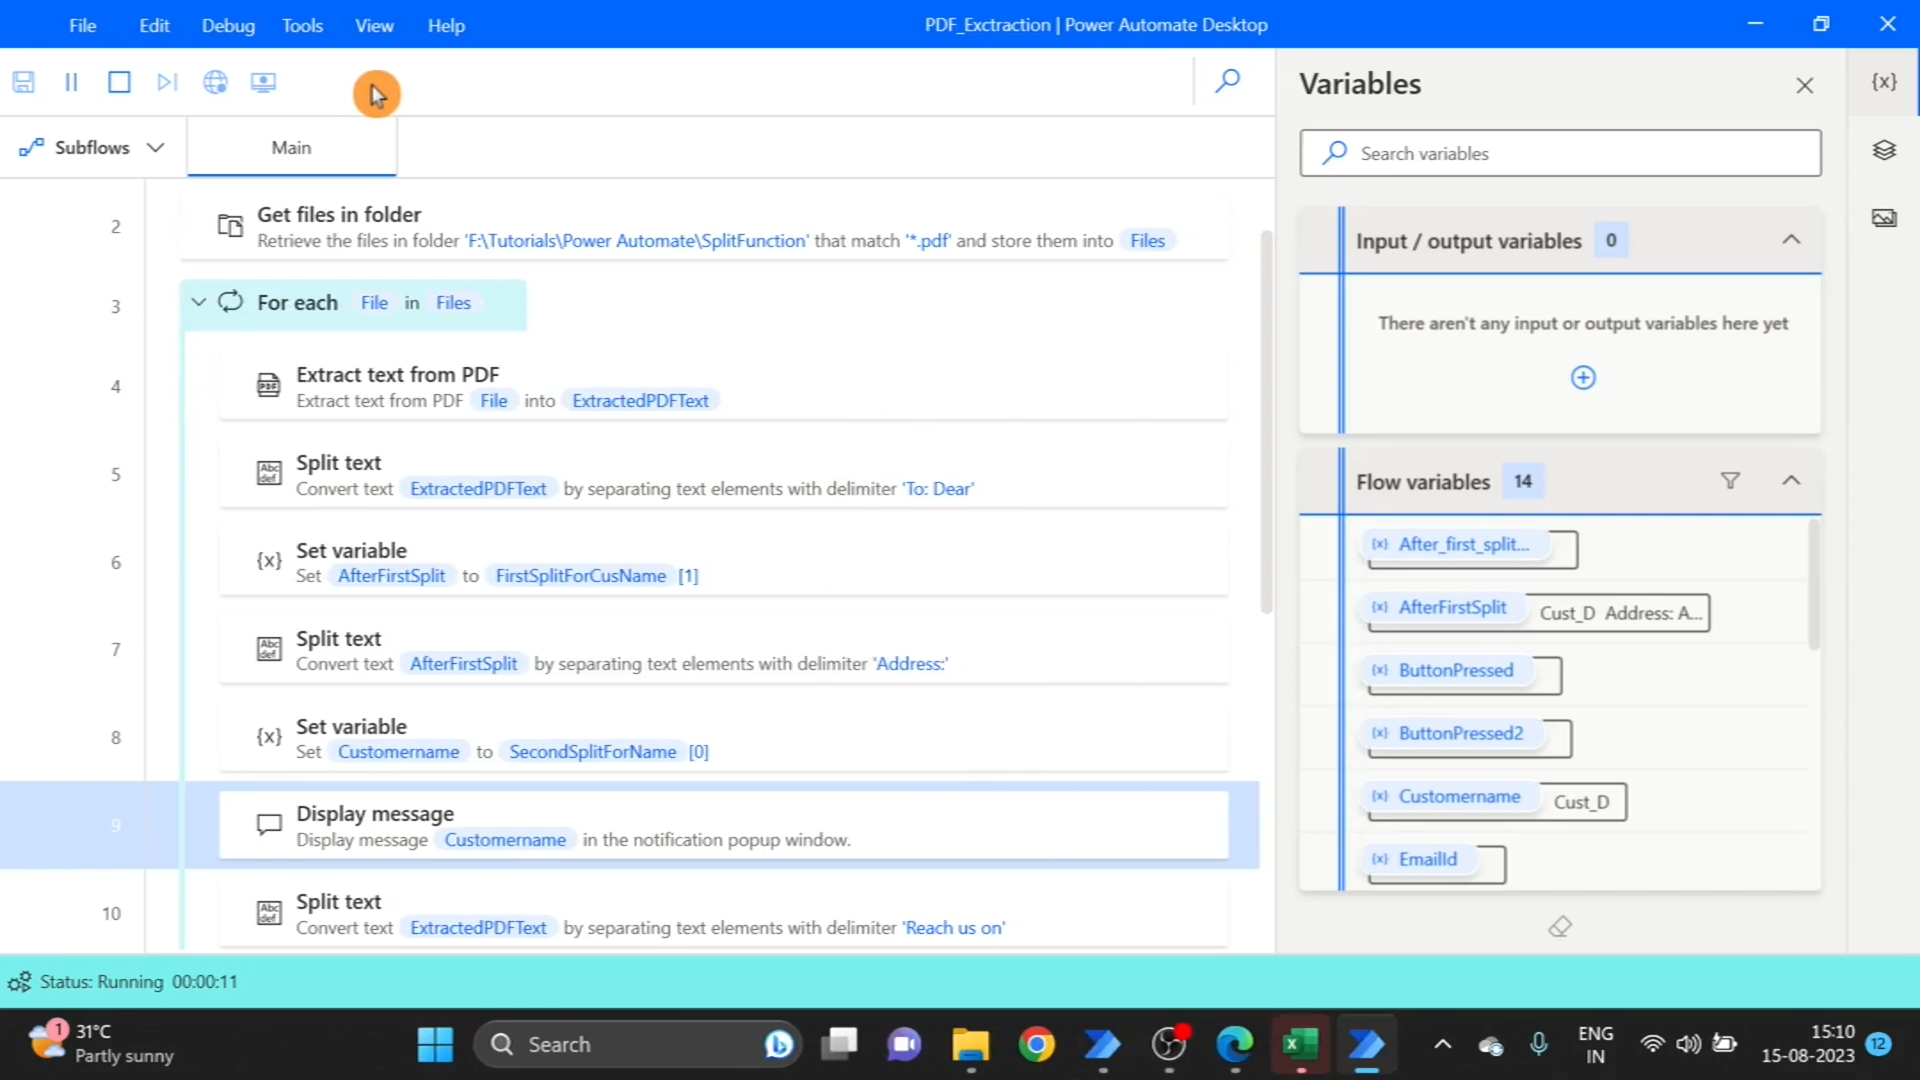 File Edit Debug Tools View Help PDF_Exctraction | Power Automate Desktop
Subflows Main
2
Get files in folder
Retrieve the files in folder 'F:\Tutorials\Power Automate\SplitFunction' that match '*.pdf' and store them into Files
3
For each File in Files
4
Extract text from PDF
Extract text from PDF File into ExtractedPDFText
5
Split text
Convert text ExtractedPDFText by separating text elements with delimiter 'To: Dear'
6
Set variable
Set AfterFirstSplit to FirstSplitForCusName [1]
7
Split text
Convert text AfterFirstSplit by separating text elements with delimiter 'Address:'
8
Set variable
Set Customername to SecondSplitForName [0]
9
Display message
Display message Customername in the notification popup window.
10
Split text
Convert text ExtractedPDFText by separating text elements with delimiter 'Reach us on'
Variables
{x}
Search variables
Input / output variables 0
There aren't any input or output variables here yet
Flow variables 14
{x} After_first_split...
{x} AfterFirstSplit Cust_D Address: A...
{x} ButtonPressed
{x} ButtonPressed2
{x} Customername Cust_D
{x} EmailId
Status: Running 00:00:11
1
31°C
Partly sunny
Search
ENG
IN
15:10
15-08-2023
12